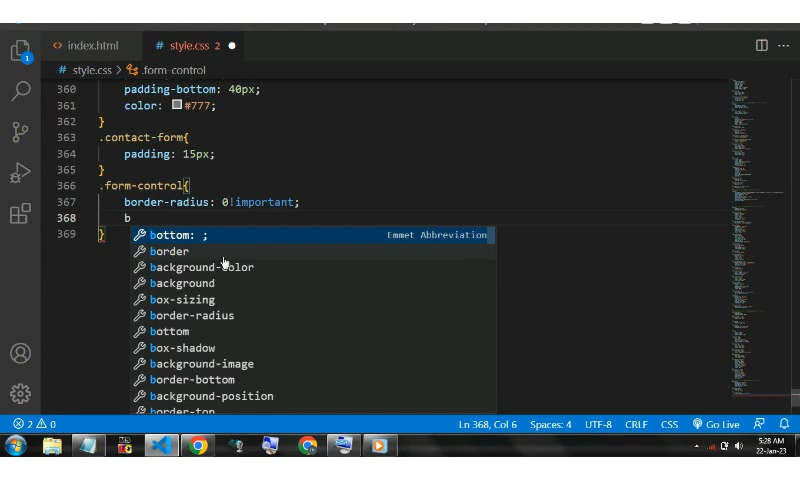 index.html
style.css 2
style.css > .form-control
360 padding-bottom: 40px;
361 color: #777;
362 }
363 .contact-form{
364 padding: 15px;
365 }
366 .form-control{
367 border-radius: 0!important;
368 b
369 }
bottom: ; Emmet Abbreviation
border
background-color
background
box-sizing
border-radius
bottom
box-shadow
background-image
border-bottom
background-position
border-top
1
2 0 Ln 368, Col 6 Spaces: 4 UTF-8 CRLF CSS Go Live
5:28 AM
22-Jan-23